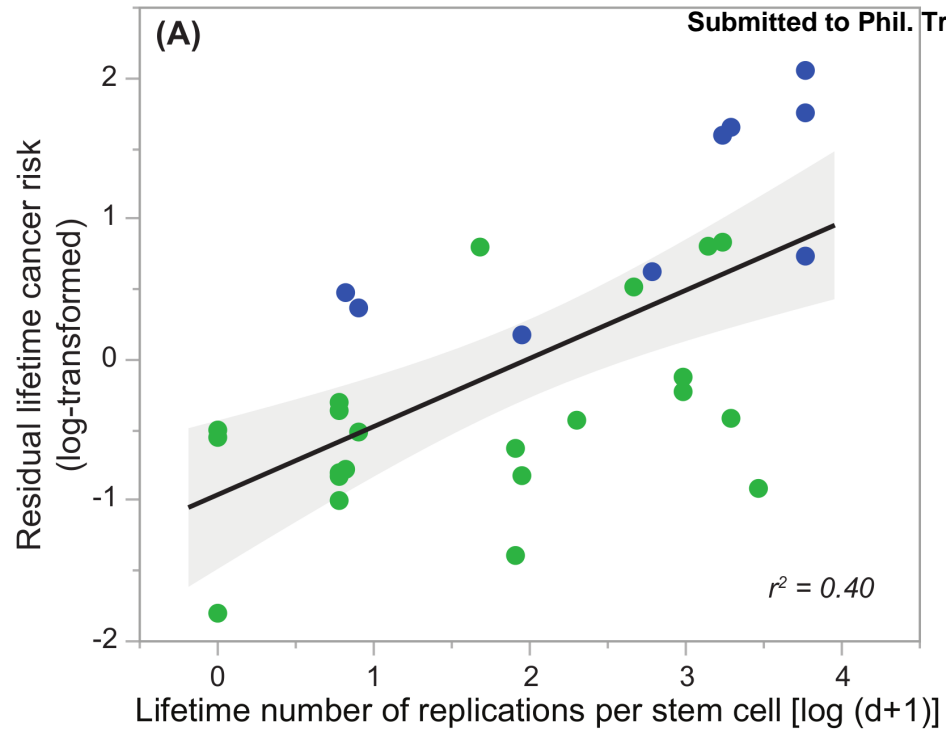 Submitted to Phil. Tr
(A)
2
1
0
-1
-2
Residual lifetime cancer risk
(log-transformed)
r² = 0.40
0 1 2 3 4
Lifetime number of replications per stem cell [log (d+1)]